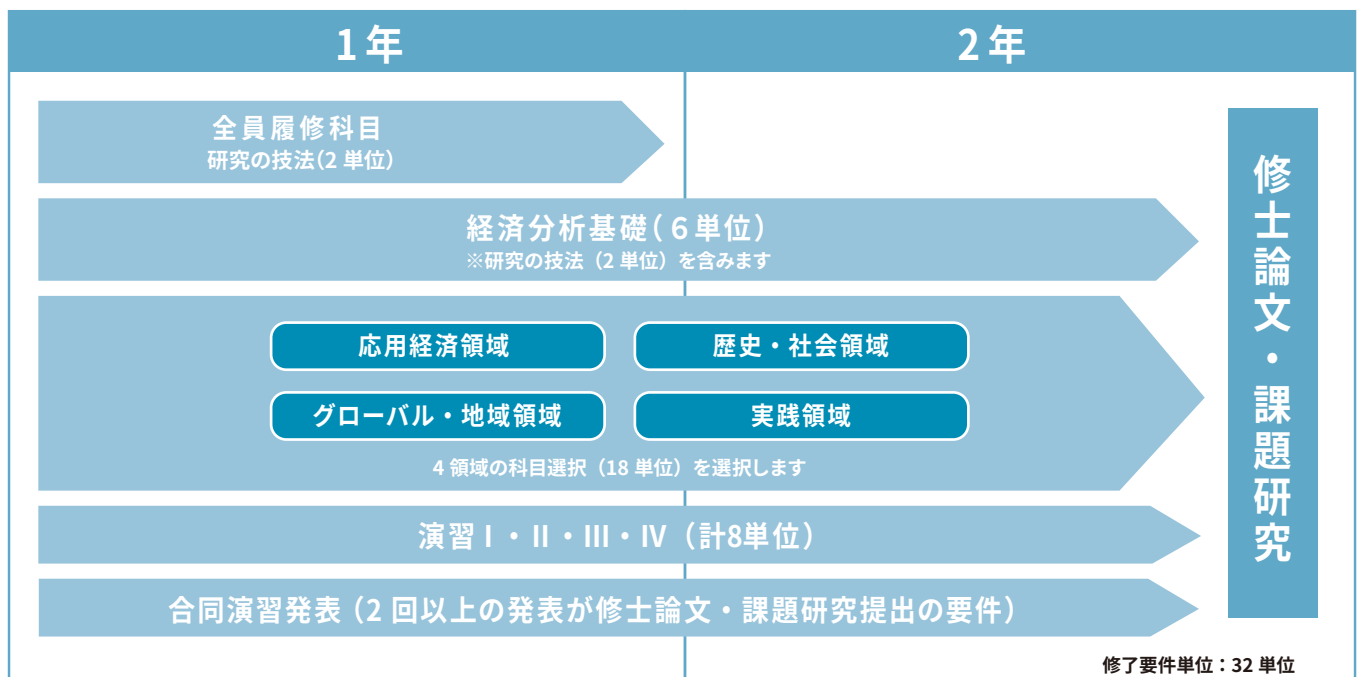 1年
2年
全員履修科目
研究の技法(2 単位)
経済分析基礎(6単位)
※研究の技法(2 単位)を含みます
応用経済領域
歴史・社会領域
グローバル・地域領域
実践領域
4 領域の科目選択(18 単位)を選択します
演習Ⅰ・Ⅱ・Ⅲ・Ⅳ(計8単位)
合同演習発表(2 回以上の発表が修士論文・課題研究提出の要件)
修士論文・課題研究
修了要件単位:32 単位